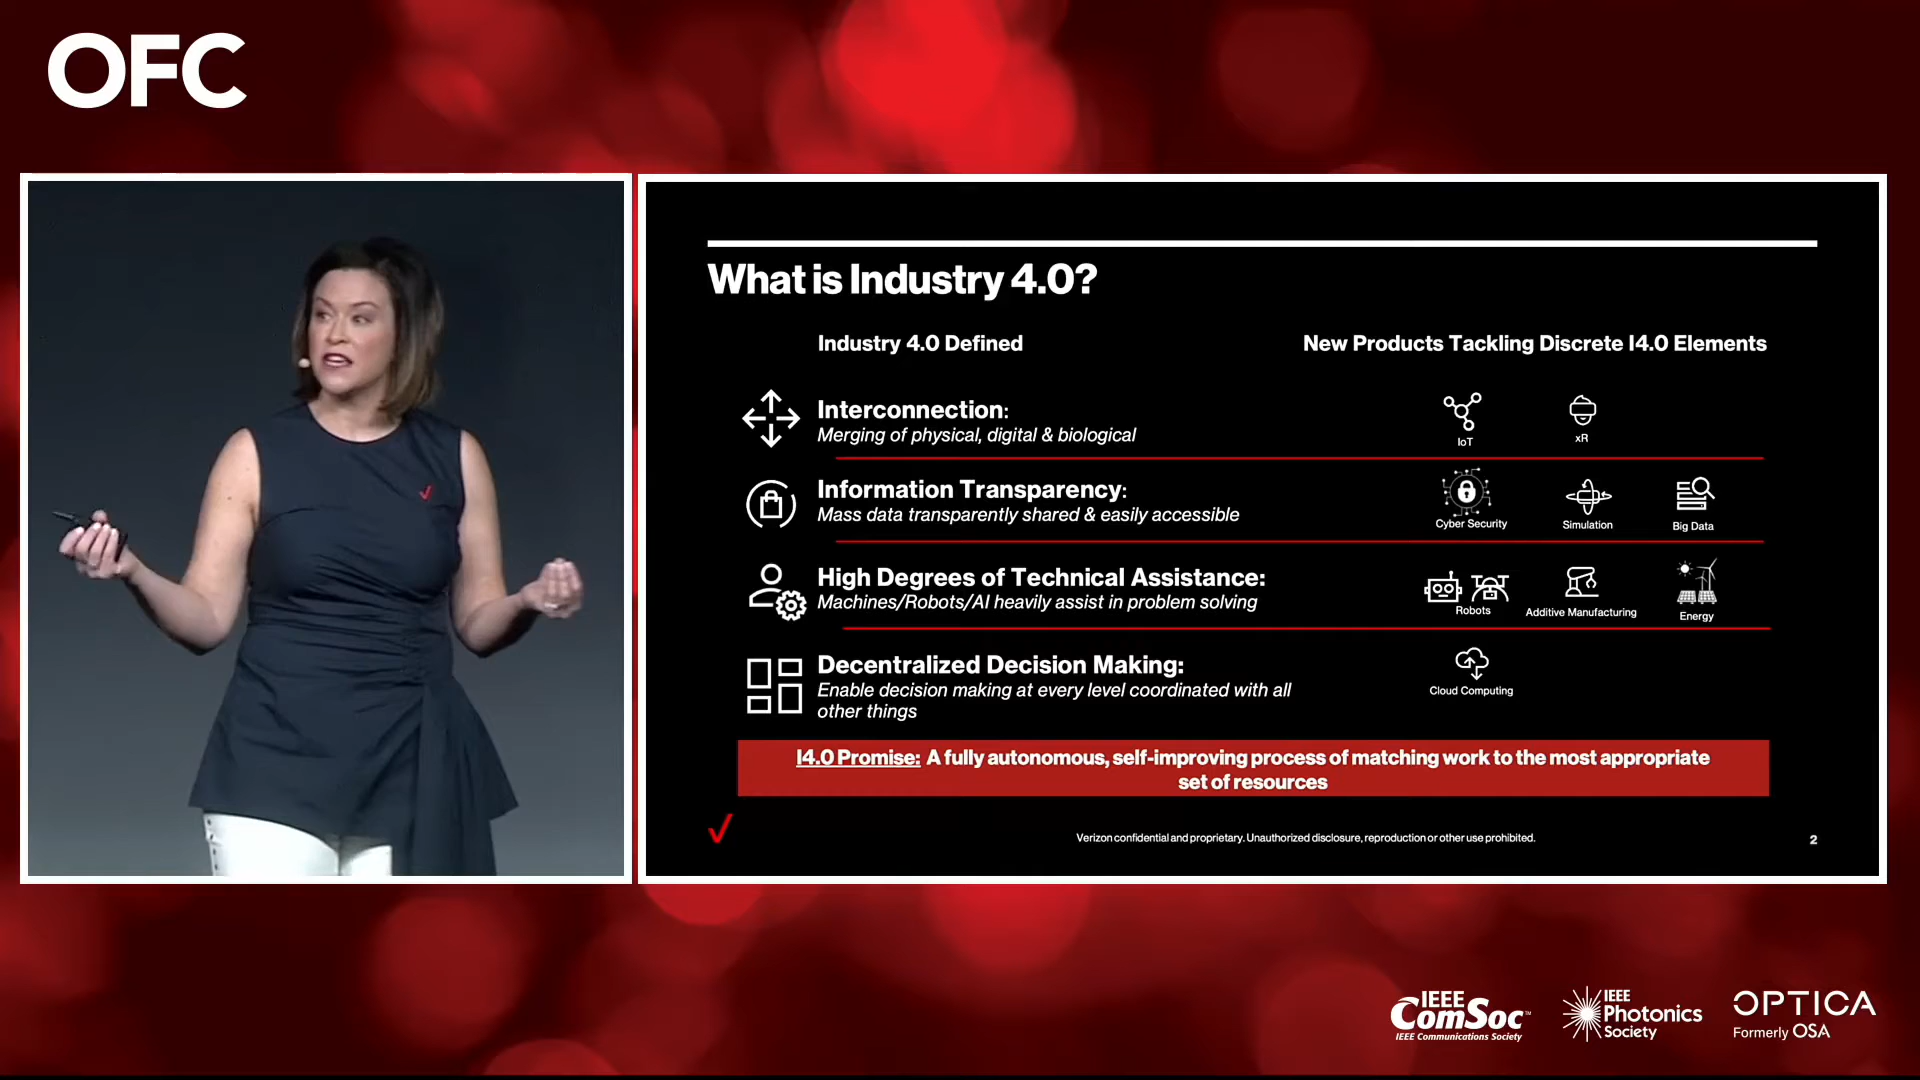 OFC
What is Industry 4.0?
Industry 4.0 Defined
New Products Tackling Discrete I4.0 Elements
Interconnection:
Merging of physical, digital & biological
IoT
xR
Information Transparency:
Mass data transparently shared & easily accessible
Cyber Security
Simulation
Big Data
High Degrees of Technical Assistance:
Machines/Robots/AI heavily assist in problem solving
Robots
Additive Manufacturing
Energy
Decentralized Decision Making:
Enable decision making at every level coordinated with all
other things
Cloud Computing
I4.0 Promise: A fully autonomous, self-improving process of matching work to the most appropriate
set of resources
Verizon confidential and proprietary. Unauthorized disclosure, reproduction or other use prohibited.
2
IEEE
ComSoc™
IEEE Communications Society
IEEE
Photonics
Society
OPTICA
Formerly OSA